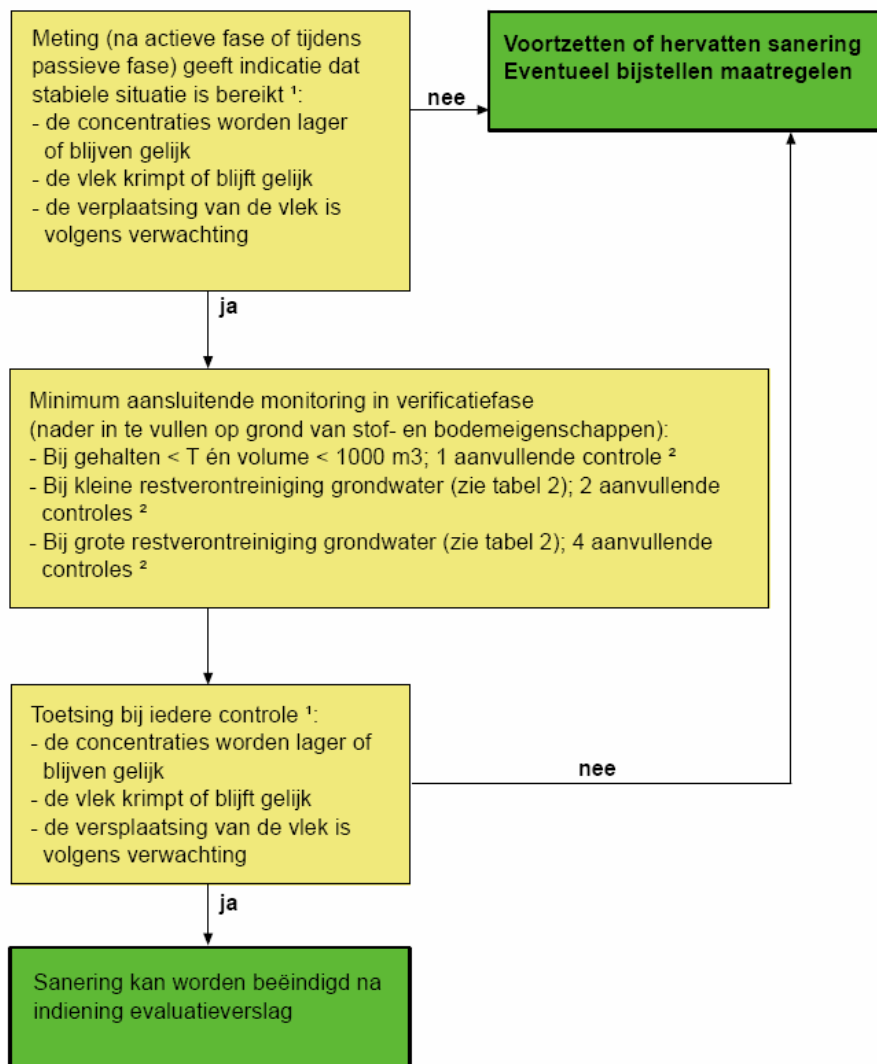 Meting (na actieve fase of tijdens
passieve fase) geeft indicatie dat
stabiele situatie is bereikt ¹:
- de concentraties worden lager
of blijven gelijk
- de vlek krimpt of blijft gelijk
- de verplaatsing van de vlek is
volgens verwachting
nee
Voortzetten of hervatten sanering
Eventueel bijstellen maatregelen
ja
Minimum aansluitende monitoring in verificatiefase
(nader in te vullen op grond van stof- en bodemeigenschappen):
- Bij gehalten < T én volume < 1000 m3; 1 aanvullende controle ²
- Bij kleine restverontreiniging grondwater (zie tabel 2); 2 aanvullende
controles ²
- Bij grote restverontreiniging grondwater (zie tabel 2); 4 aanvullende
controles ²
Toetsing bij iedere controle ¹:
- de concentraties worden lager of
blijven gelijk
- de vlek krimpt of blijft gelijk
- de versplaatsing van de vlek is
volgens verwachting
nee
ja
Sanering kan worden beëindigd na
indiening evaluatieverslag